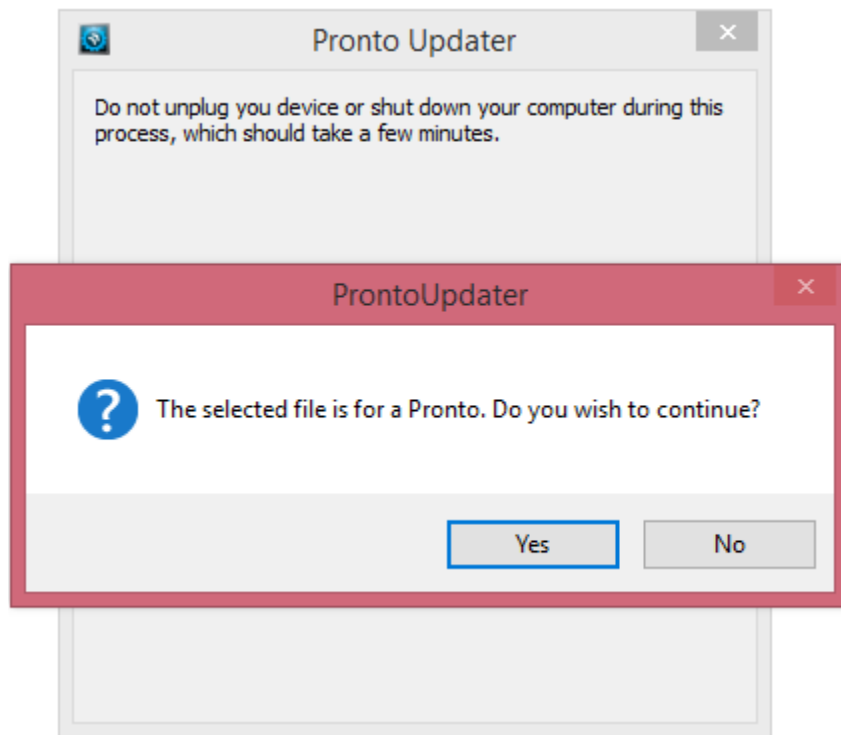 Pronto Updater
Do not unplug you device or shut down your computer during this
process, which should take a few minutes.
ProntoUpdater
The selected file is for a Pronto. Do you wish to continue?
Yes No